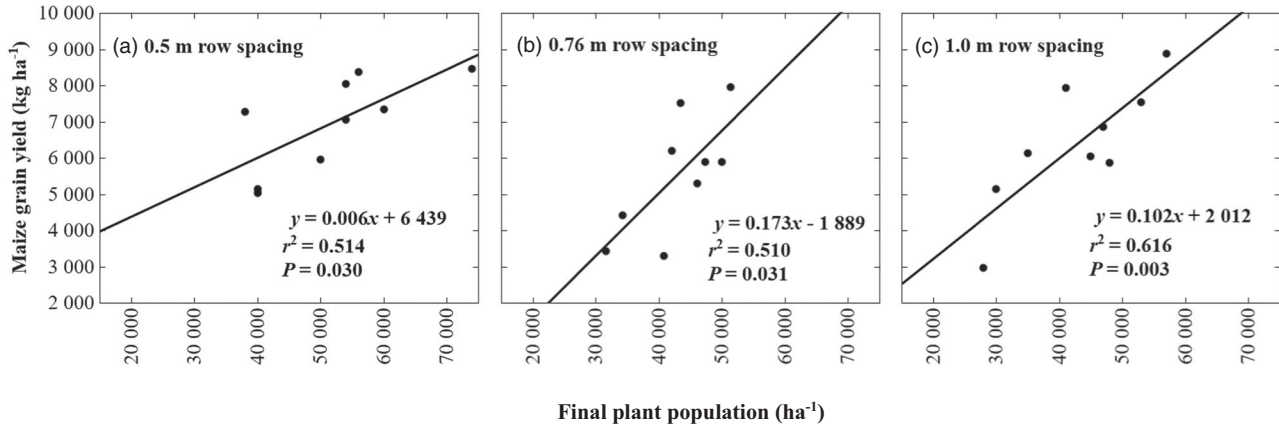 Maize grain yield (kg ha⁻¹)
10 000
9 000
8 000
7 000
6 000
5 000
4 000
3 000
2 000
(a) 0.5 m row spacing
y = 0.006x + 6 439
r² = 0.514
P = 0.030
20 000
30 000
40 000
50 000
60 000
70 000
(b) 0.76 m row spacing
y = 0.173x - 1 889
r² = 0.510
P = 0.031
20 000
30 000
40 000
50 000
60 000
70 000
(c) 1.0 m row spacing
y = 0.102x + 2 012
r² = 0.616
P = 0.003
20 000
30 000
40 000
50 000
60 000
70 000
Final plant population (ha⁻¹)